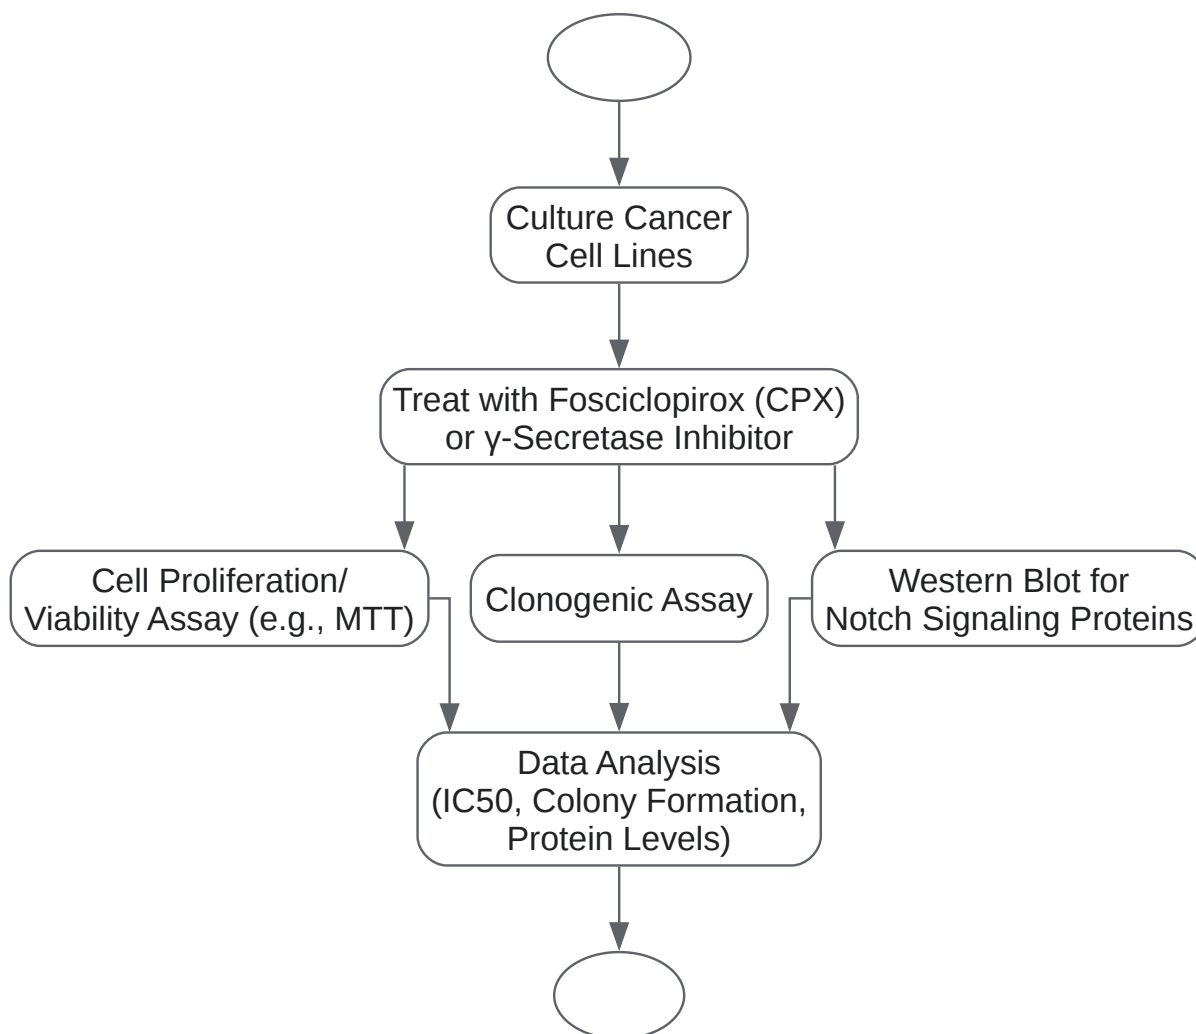 Culture Cancer
Cell Lines
Treat with Fosciclopirox (CPX)
or γ-Secretase Inhibitor
Cell Proliferation/
Viability Assay (e.g., MTT)
Clonogenic Assay
Western Blot for
Notch Signaling Proteins
Data Analysis
(IC50, Colony Formation,
Protein Levels)